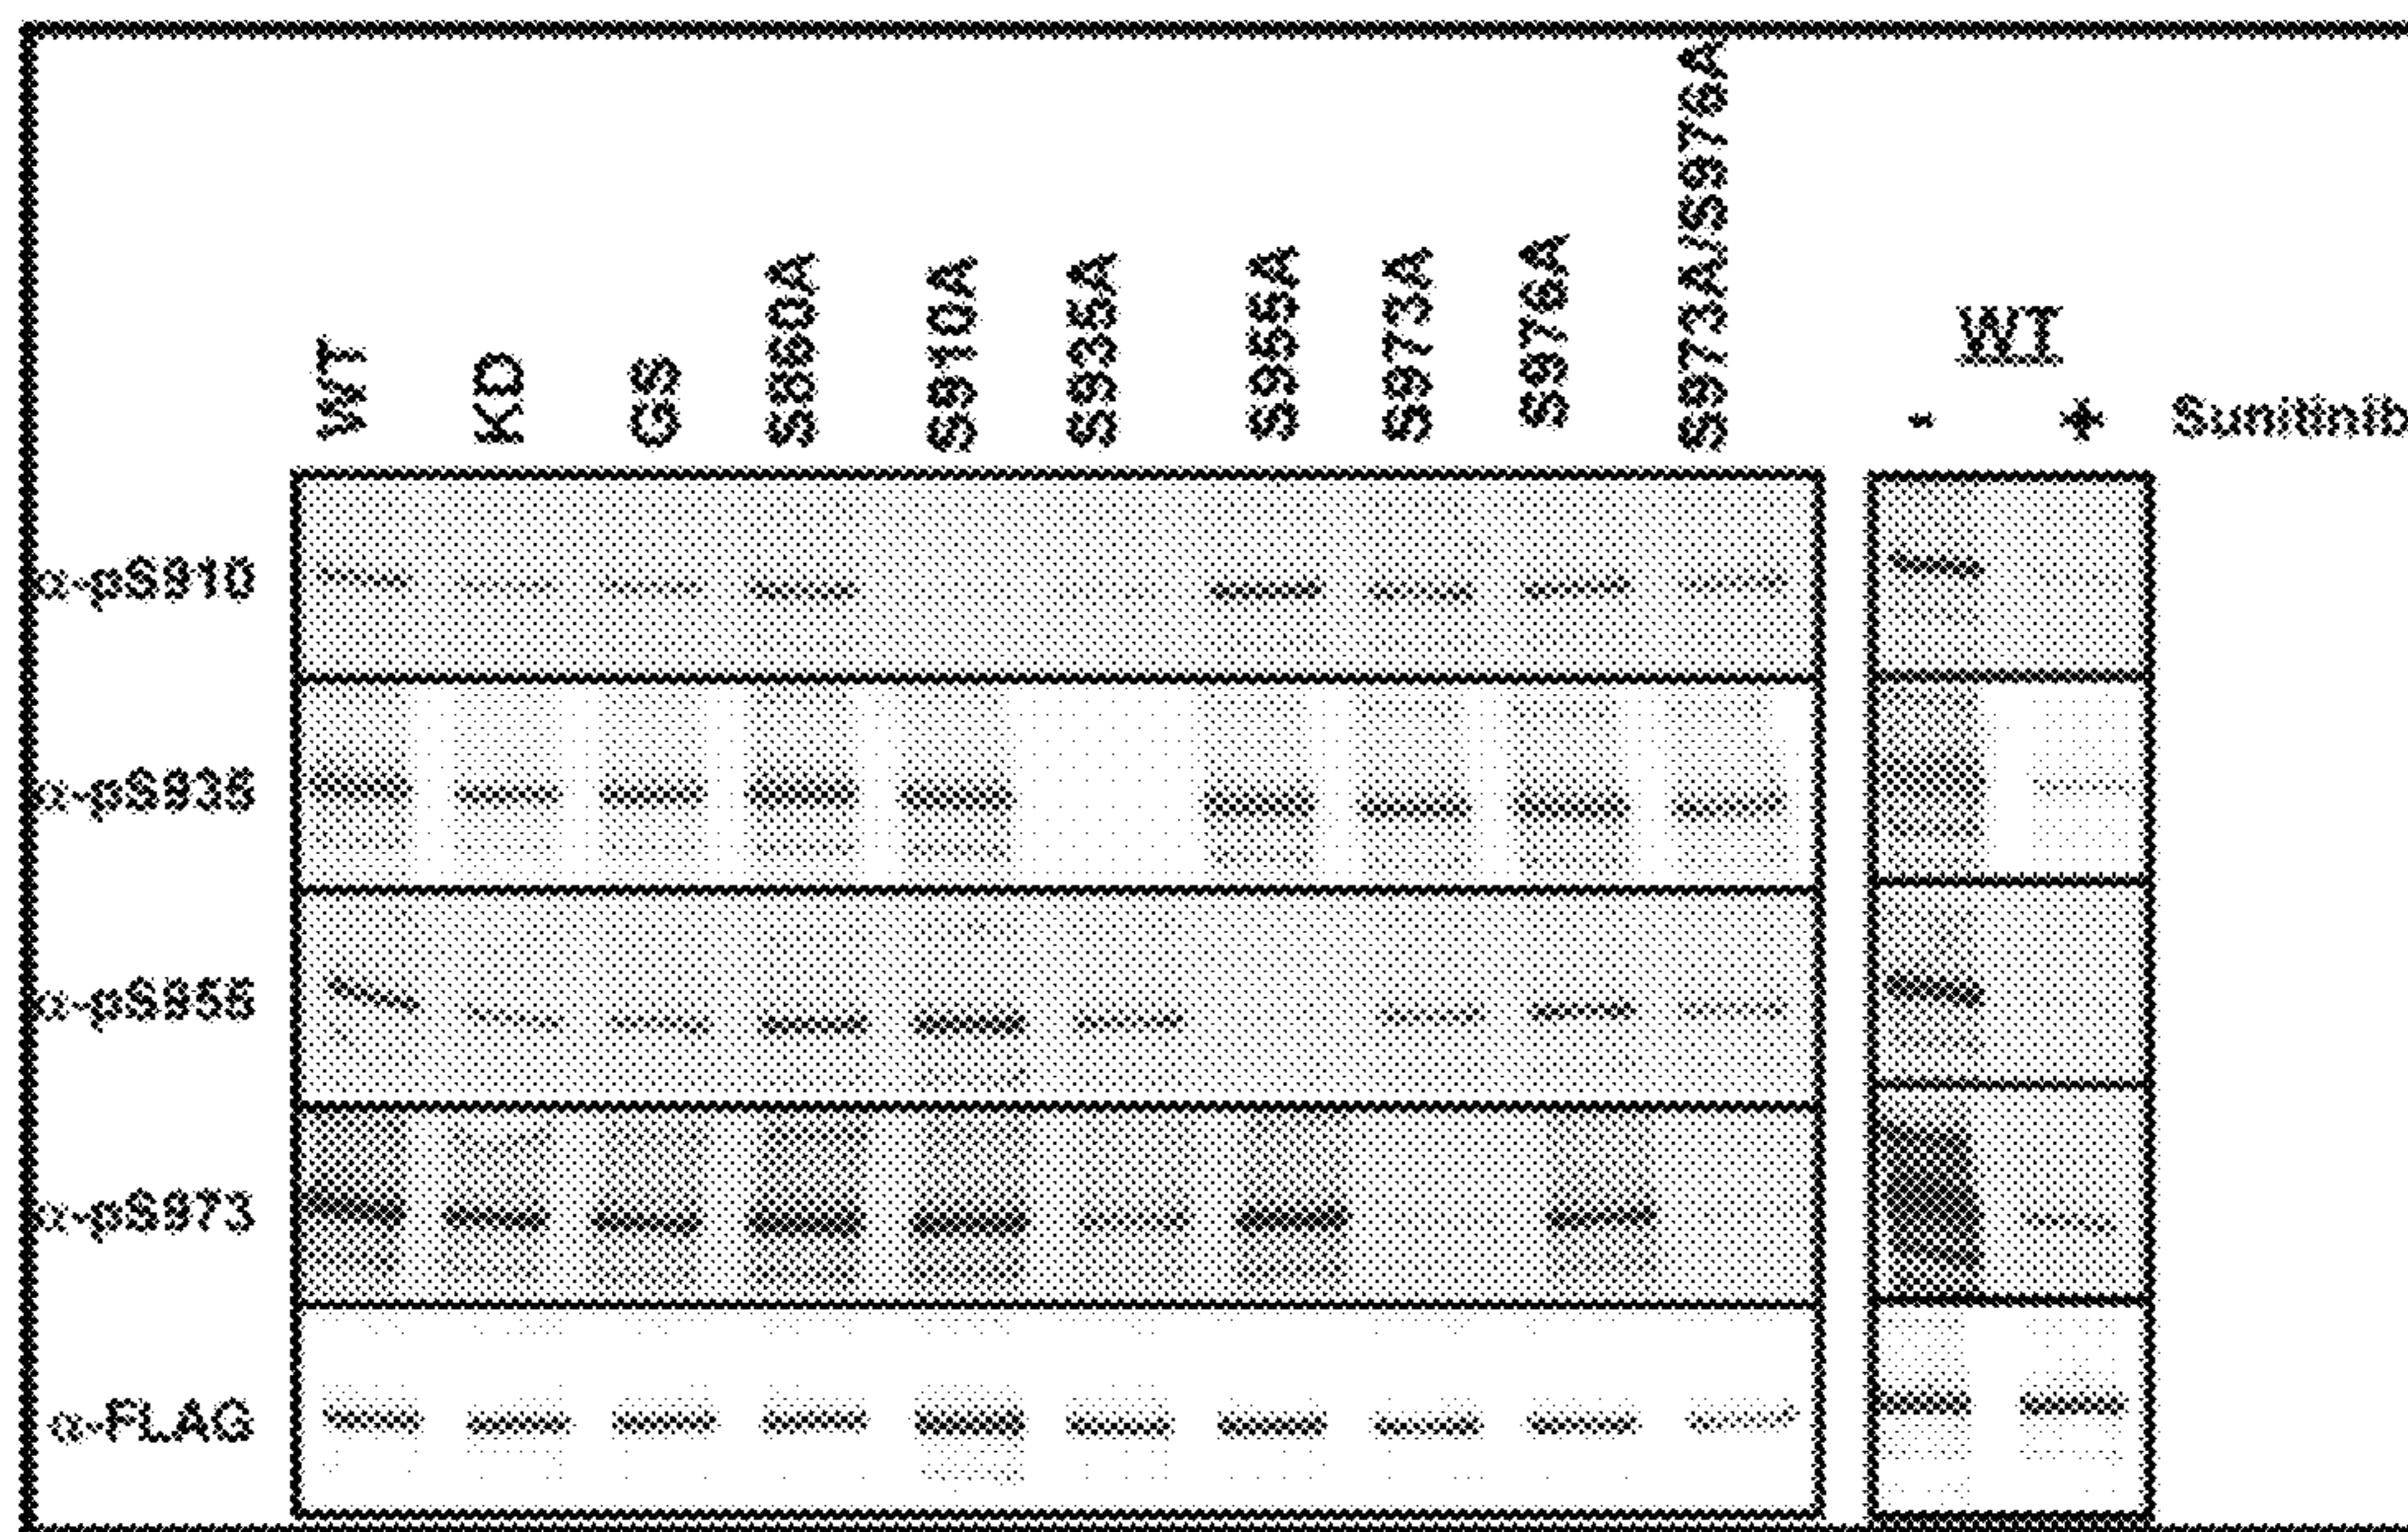 WT KD GS S860A S910A S935A S955A S973A S976A S973A/S976A
WT
- + Sunitinib
α-pS910
α-pS935
α-pS955
α-pS973
α-FLAG